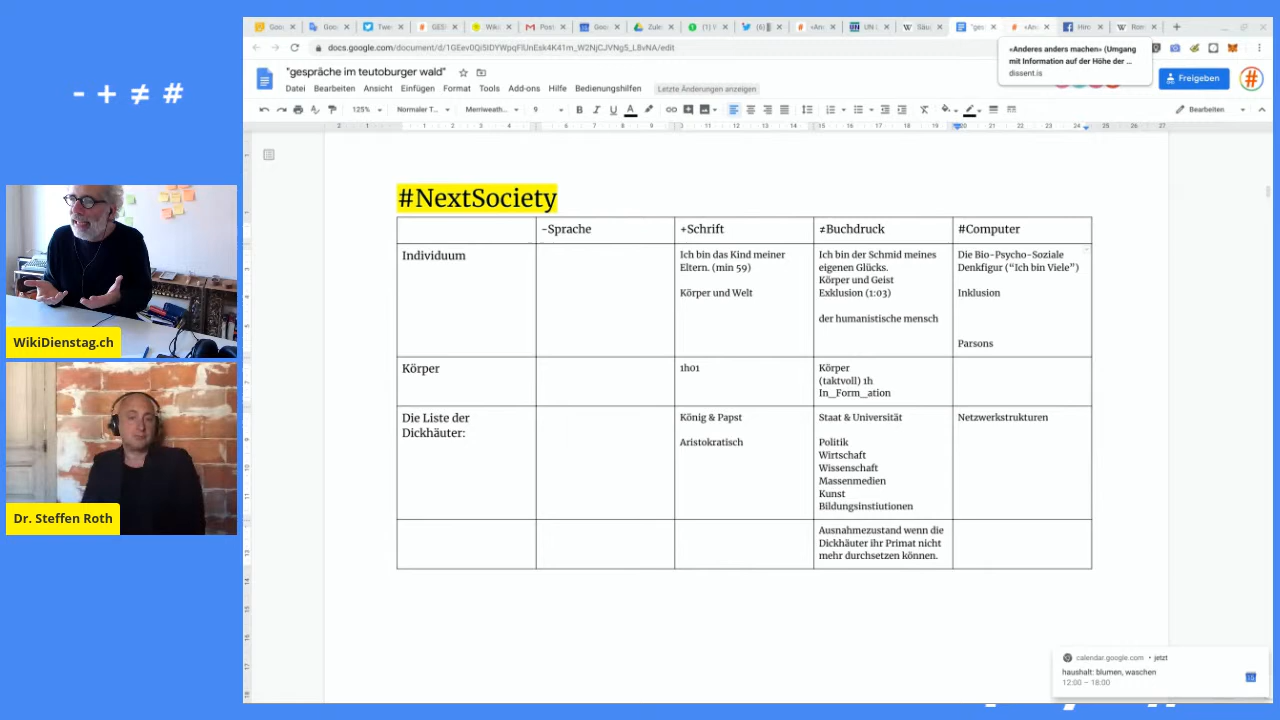 - + ≠ #
WikiDienstag.ch
Dr. Steffen Roth
docs.google.com/document/d/1GEev0Qi5tDYWpqFlUnEsk4K41m_W2NjCJVNg5_L8vNA/edit
«Anderes anders machen» (Umgang
mit Information auf der Höhe der ...
dissent.is
"gespräche im teutoburger wald"
Datei Bearbeiten Ansicht Einfügen Format Tools Add-ons Hilfe Bedienungshilfen
Letzte Änderungen anzeigen
Freigeben
#
125% Normaler T... Merriweath... 9 B I U A
Bearbeiten
#NextSociety
-Sprache +Schrift ≠Buchdruck #Computer
Individuum
Ich bin das Kind meiner
Eltern. (min 59)
Körper und Welt
Ich bin der Schmid meines
eigenen Glücks.
Körper und Geist
Exklusion (1:03)
der humanistische mensch
Die Bio-Psycho-Soziale
Denkfigur (“Ich bin Viele”)
Inklusion
Parsons
Körper
1h01
Körper
(taktvoll) 1h
In_Form_ation
Die Liste der
Dickhäuter:
König & Papst
Aristokratisch
Staat & Universität
Politik
Wirtschaft
Wissenschaft
Massenmedien
Kunst
Bildungsinstiutionen
Netzwerkstrukturen
Ausnahmezustand wenn die
Dickhäuter ihr Primat nicht
mehr durchsetzen können.
calendar.google.com • jetzt
haushalt: blumen, waschen
12:00 – 18:00